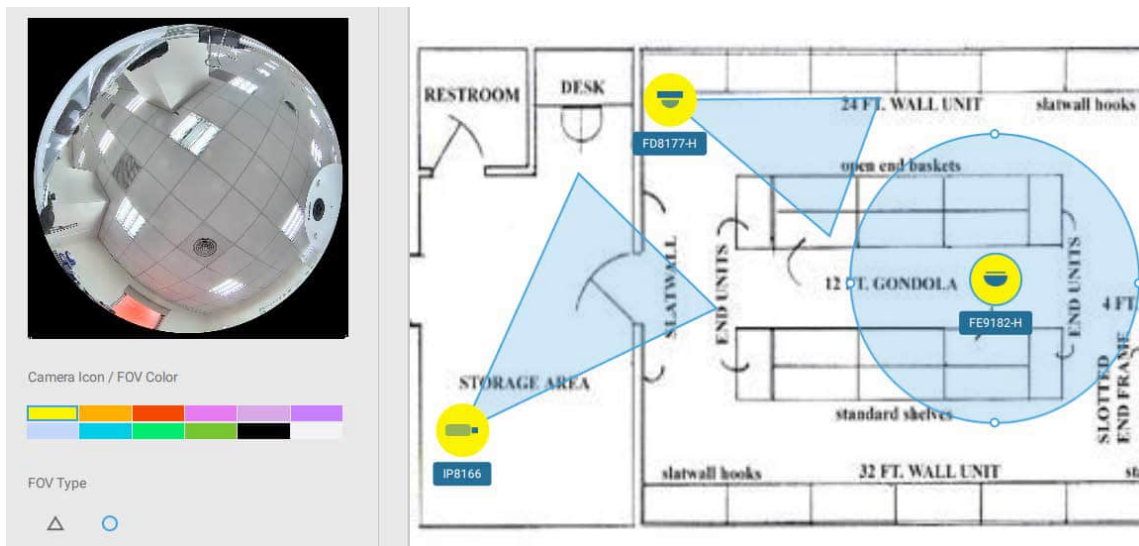 Camera Icon / FOV Color
FOV Type
RESTROOM
DESK
FD8177-H
24 FT. WALL UNIT
slatwall hooks
open end baskets
SLATWALL
END UNITS
12 FT. GONDOLA
FE9182-H
END UNITS
4 FT.
SLOTTED
END FRAME
STORAGE AREA
standard shelves
IP8166
slatwall hooks
32 FT. WALL UNIT